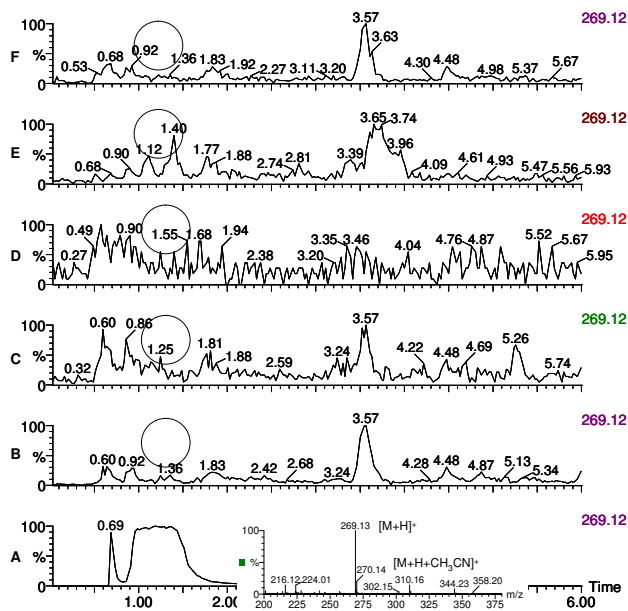 269.12
F 100 % 0 0.53 0.68 0.92 1.36 1.83 1.92 2.27 3.11 3.20 3.57 3.63 4.30 4.48 4.98 5.37 5.67
269.12
E 100 % 0 0.68 0.90 1.12 1.40 1.77 1.88 2.74 2.81 3.39 3.65 3.74 3.96 4.09 4.61 4.93 5.47 5.56 5.93
269.12
D 100 % 0 0.27 0.49 0.90 1.55 1.68 1.94 2.38 3.20 3.35 3.46 4.04 4.76 4.87 5.52 5.67 5.95
269.12
C 100 % 0 0.32 0.60 0.86 1.25 1.81 1.88 2.59 3.24 3.57 4.22 4.48 4.69 5.26 5.74
269.12
B 100 % 0 0.60 0.92 1.36 1.83 2.42 2.68 3.24 3.57 4.28 4.48 4.87 5.13 5.34
269.12
A 100 % 0 0.69
100 % 0 216.12 224.01 269.13 [M+H]+ 270.14 302.15 [M+H+CH3CN]+ 310.16 344.23 358.20 m/z
200 225 250 275 300 325 350 375
Time
1.00 2.00 6.00